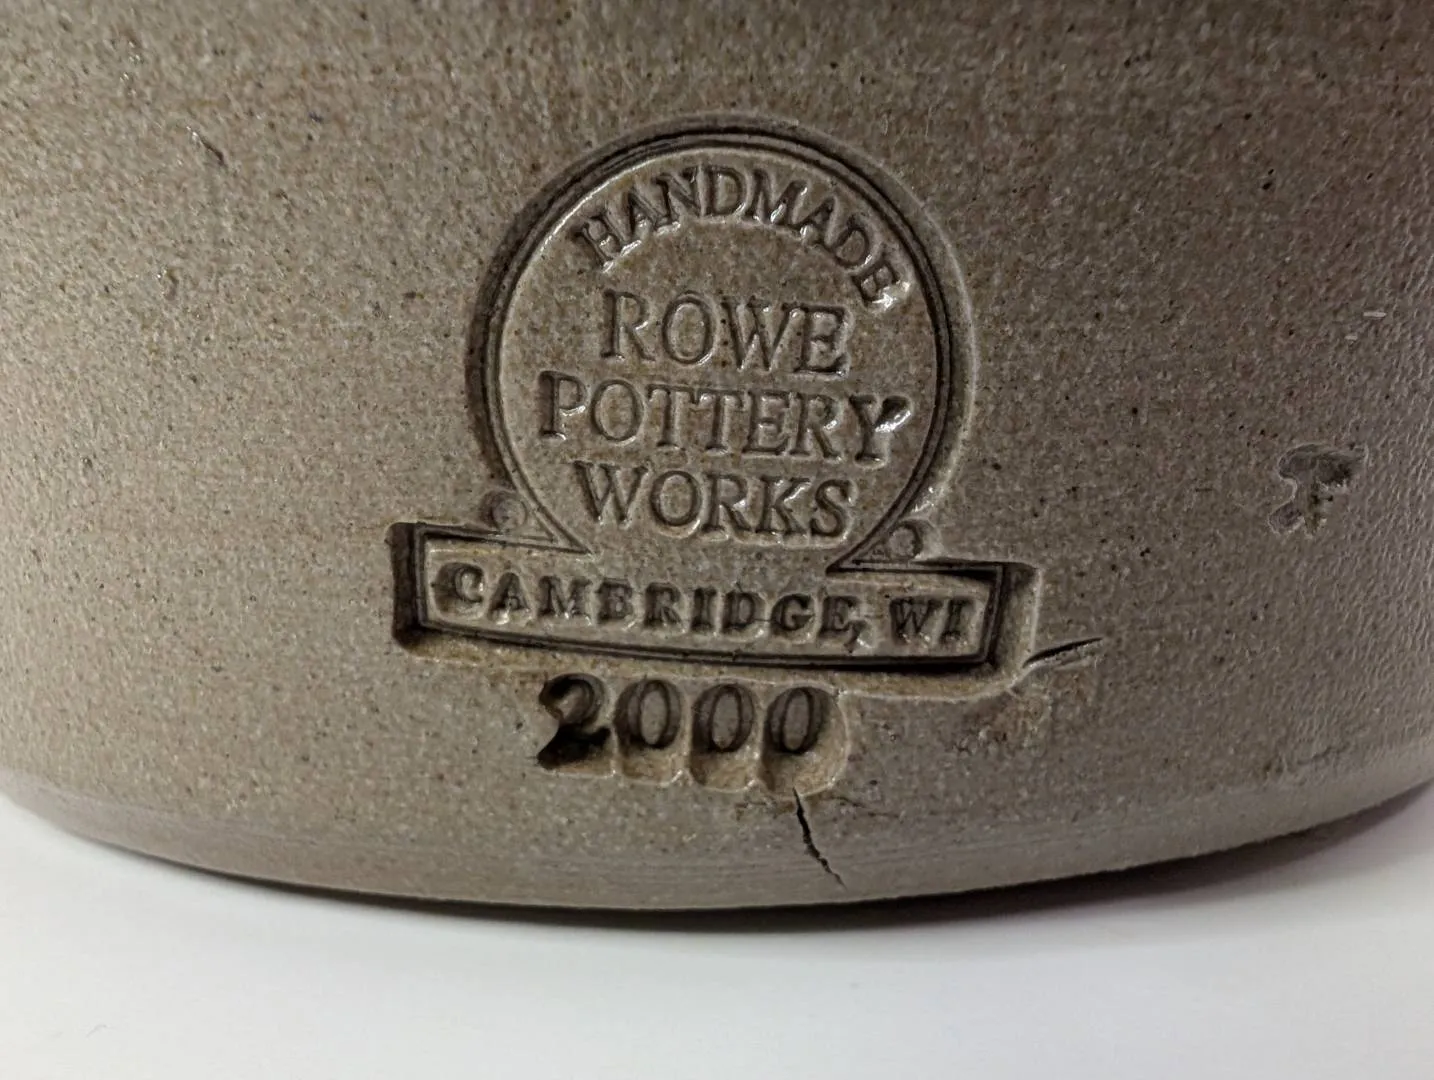 HANDMADE
ROWE
POTTERY
WORKS
CAMBRIDGE, WI
2000